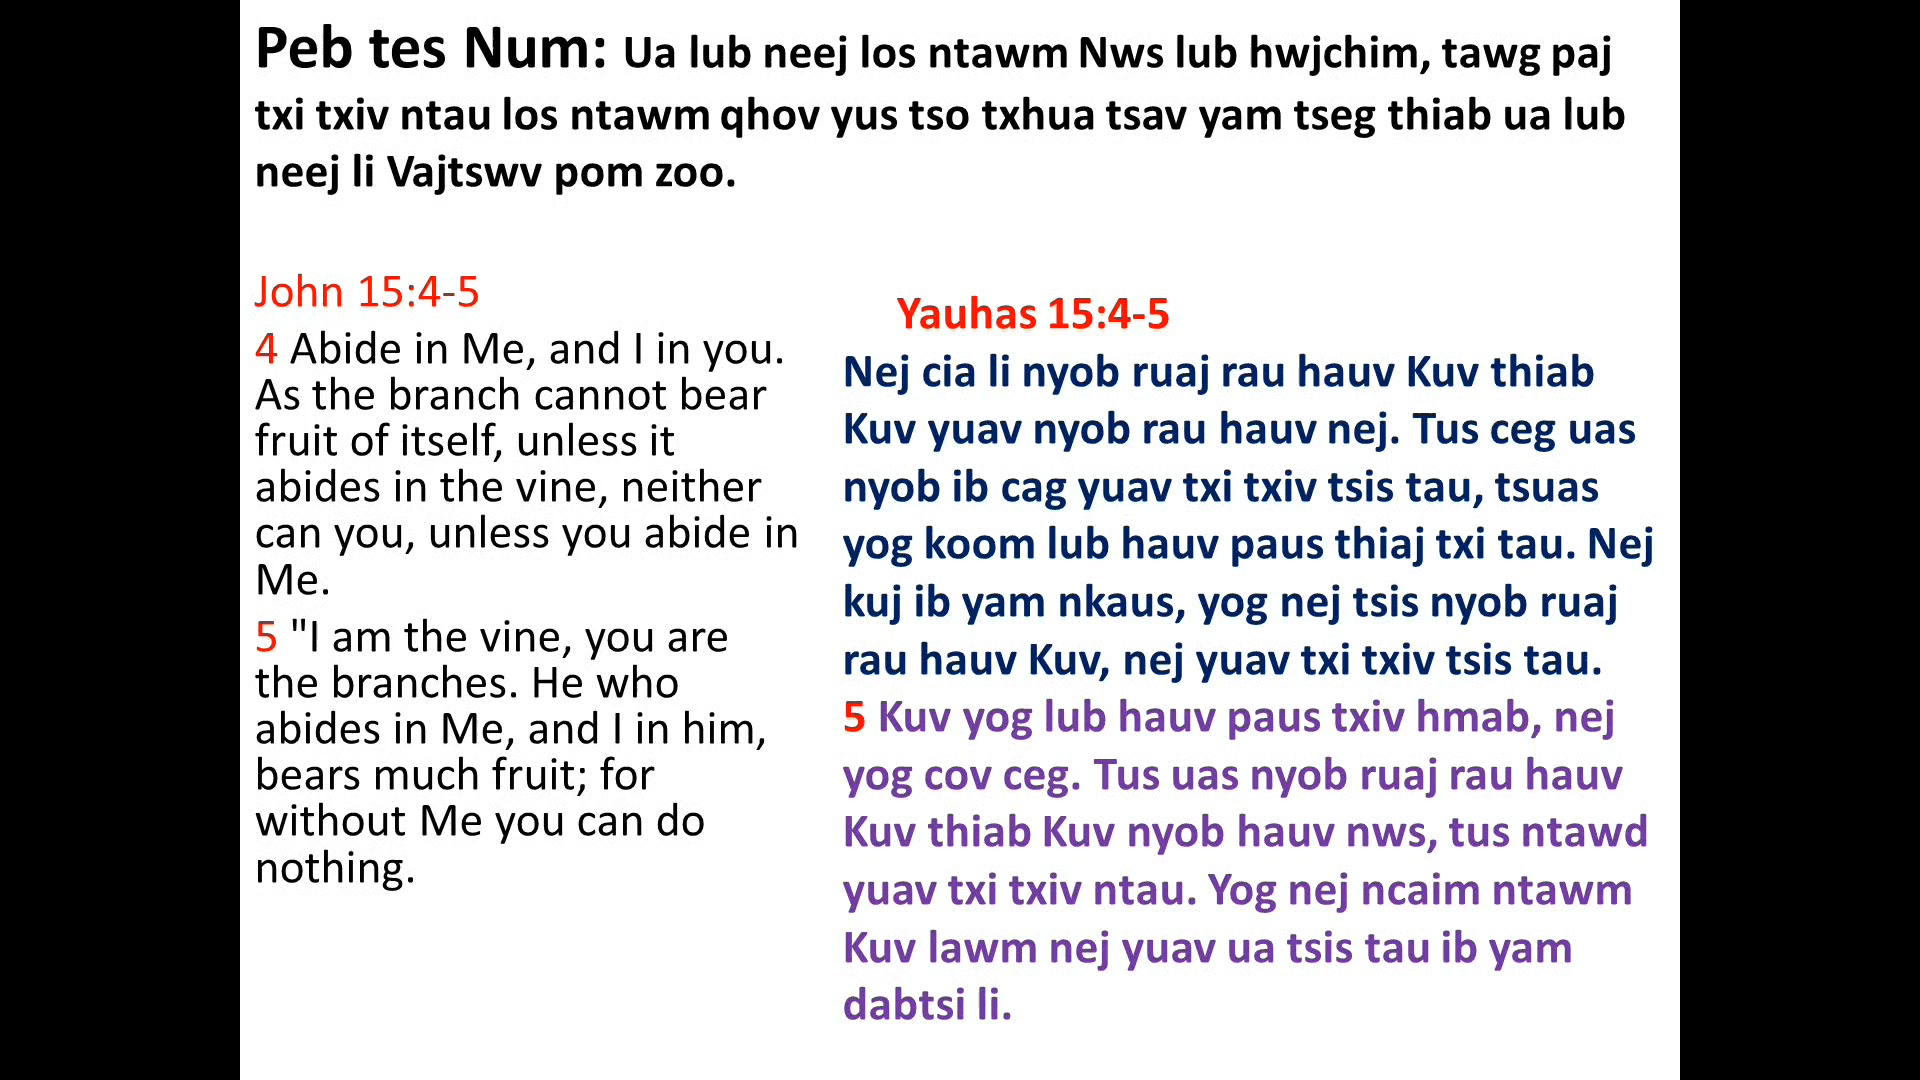 Peb tes Num: Ua lub neej los ntawm Nws lub hwjchim, tawg paj
txi txiv ntau los ntawm qhov yus tso txhua tsav yam tseg thiab ua lub
neej li Vajtswv pom zoo.
John 15:4-5
4 Abide in Me, and I in you.
As the branch cannot bear
fruit of itself, unless it
abides in the vine, neither
can you, unless you abide in
Me.
5 "I am the vine, you are
the branches. He who
abides in Me, and I in him,
bears much fruit; for
without Me you can do
nothing.
Yauhas 15:4-5
Nej cia li nyob ruaj rau hauv Kuv thiab
Kuv yuav nyob rau hauv nej. Tus ceg uas
nyob ib cag yuav txi txiv tsis tau, tsuas
yog koom lub hauv paus thiaj txi tau. Nej
kuj ib yam nkaus, yog nej tsis nyob ruaj
rau hauv Kuv, nej yuav txi txiv tsis tau.
5 Kuv yog lub hauv paus txiv hmab, nej
yog cov ceg. Tus uas nyob ruaj rau hauv
Kuv thiab Kuv nyob hauv nws, tus ntawd
yuav txi txiv ntau. Yog nej ncaim ntawm
Kuv lawm nej yuav ua tsis tau ib yam
dabtsi li.